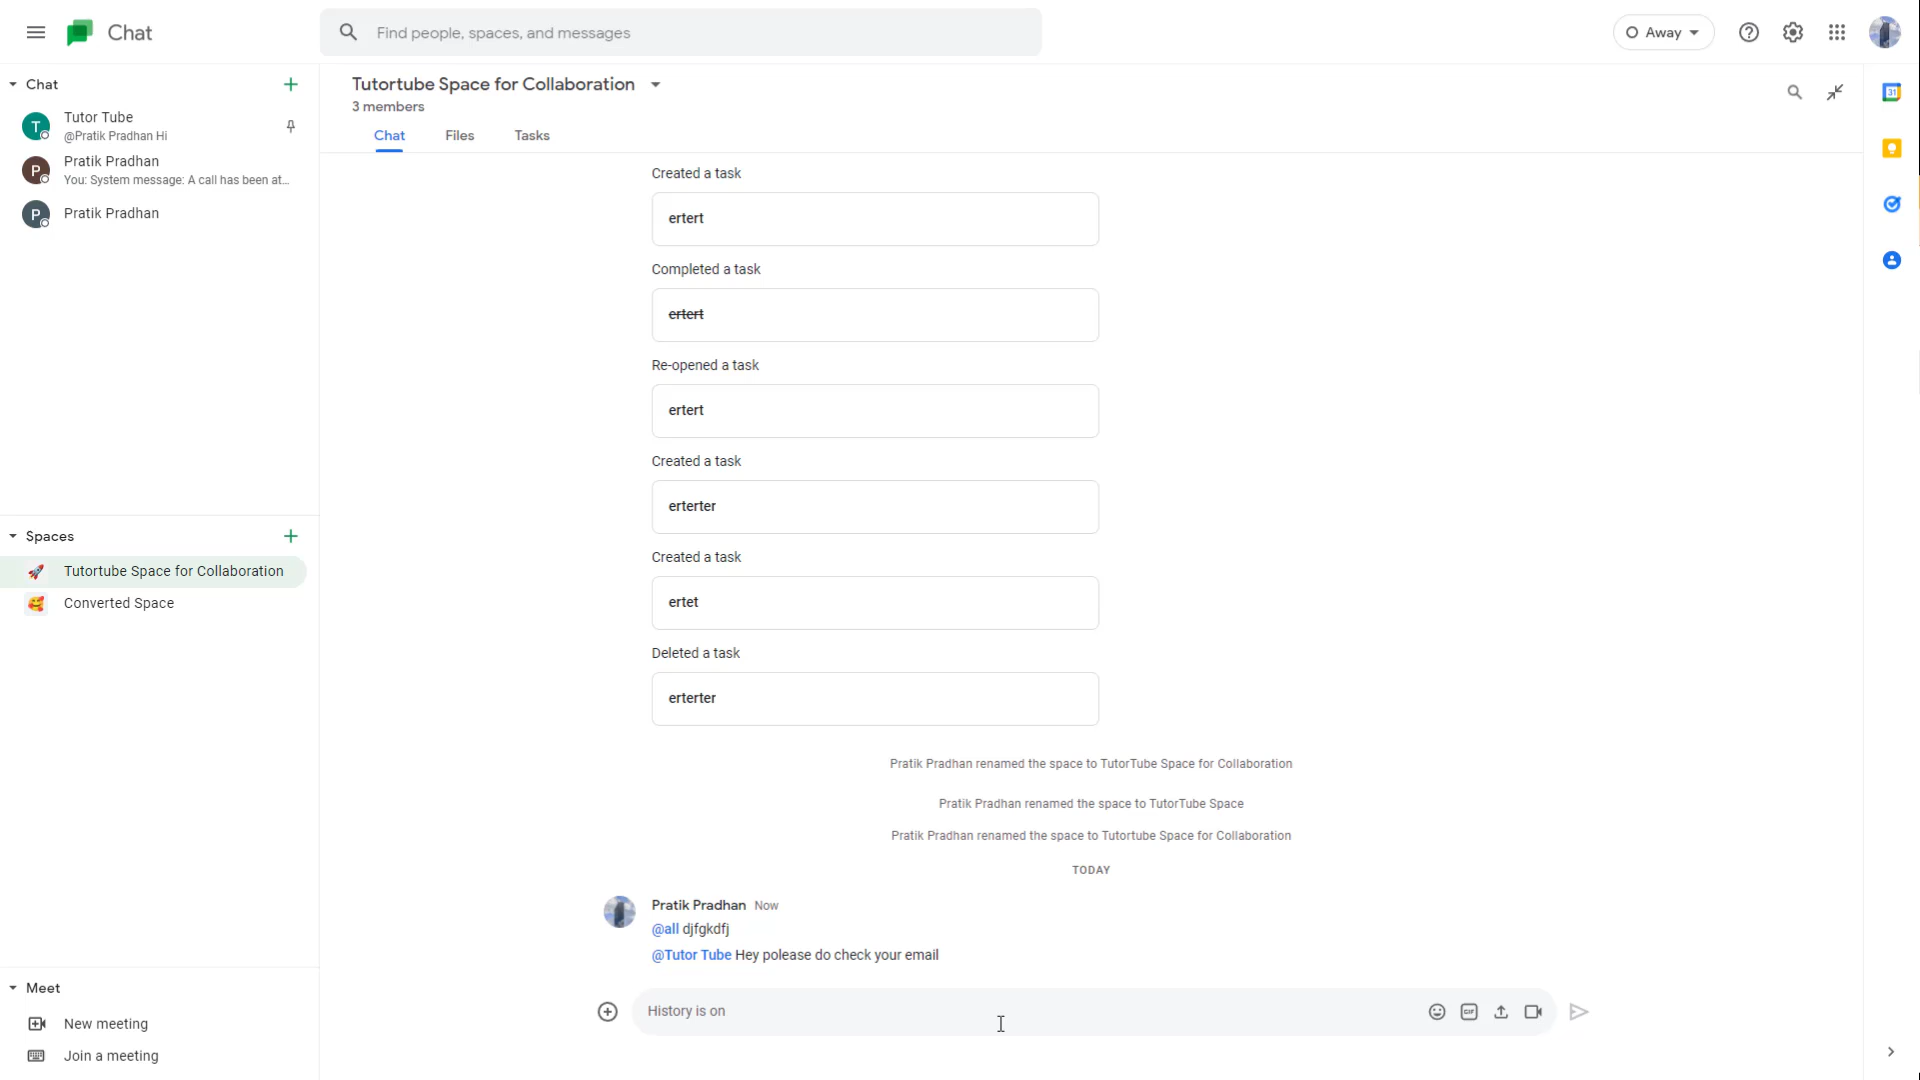 Chat
Find people, spaces, and messages
Away
Chat
Tutor Tube
@Pratik Pradhan Hi
Pratik Pradhan
You: System message: A call has been at...
Pratik Pradhan
Spaces
Tutortube Space for Collaboration
Converted Space
Meet
New meeting
Join a meeting
Tutortube Space for Collaboration
3 members
Chat Files Tasks
Created a task
ertert
Completed a task
ertert
Re-opened a task
ertert
Created a task
erterter
Created a task
ertet
Deleted a task
erterter
Pratik Pradhan renamed the space to TutorTube Space for Collaboration
Pratik Pradhan renamed the space to TutorTube Space
Pratik Pradhan renamed the space to Tutortube Space for Collaboration
TODAY
Pratik Pradhan Now
@all djfgkdfj
@Tutor Tube Hey polease do check your email
History is on
GIF
T
P
P
31